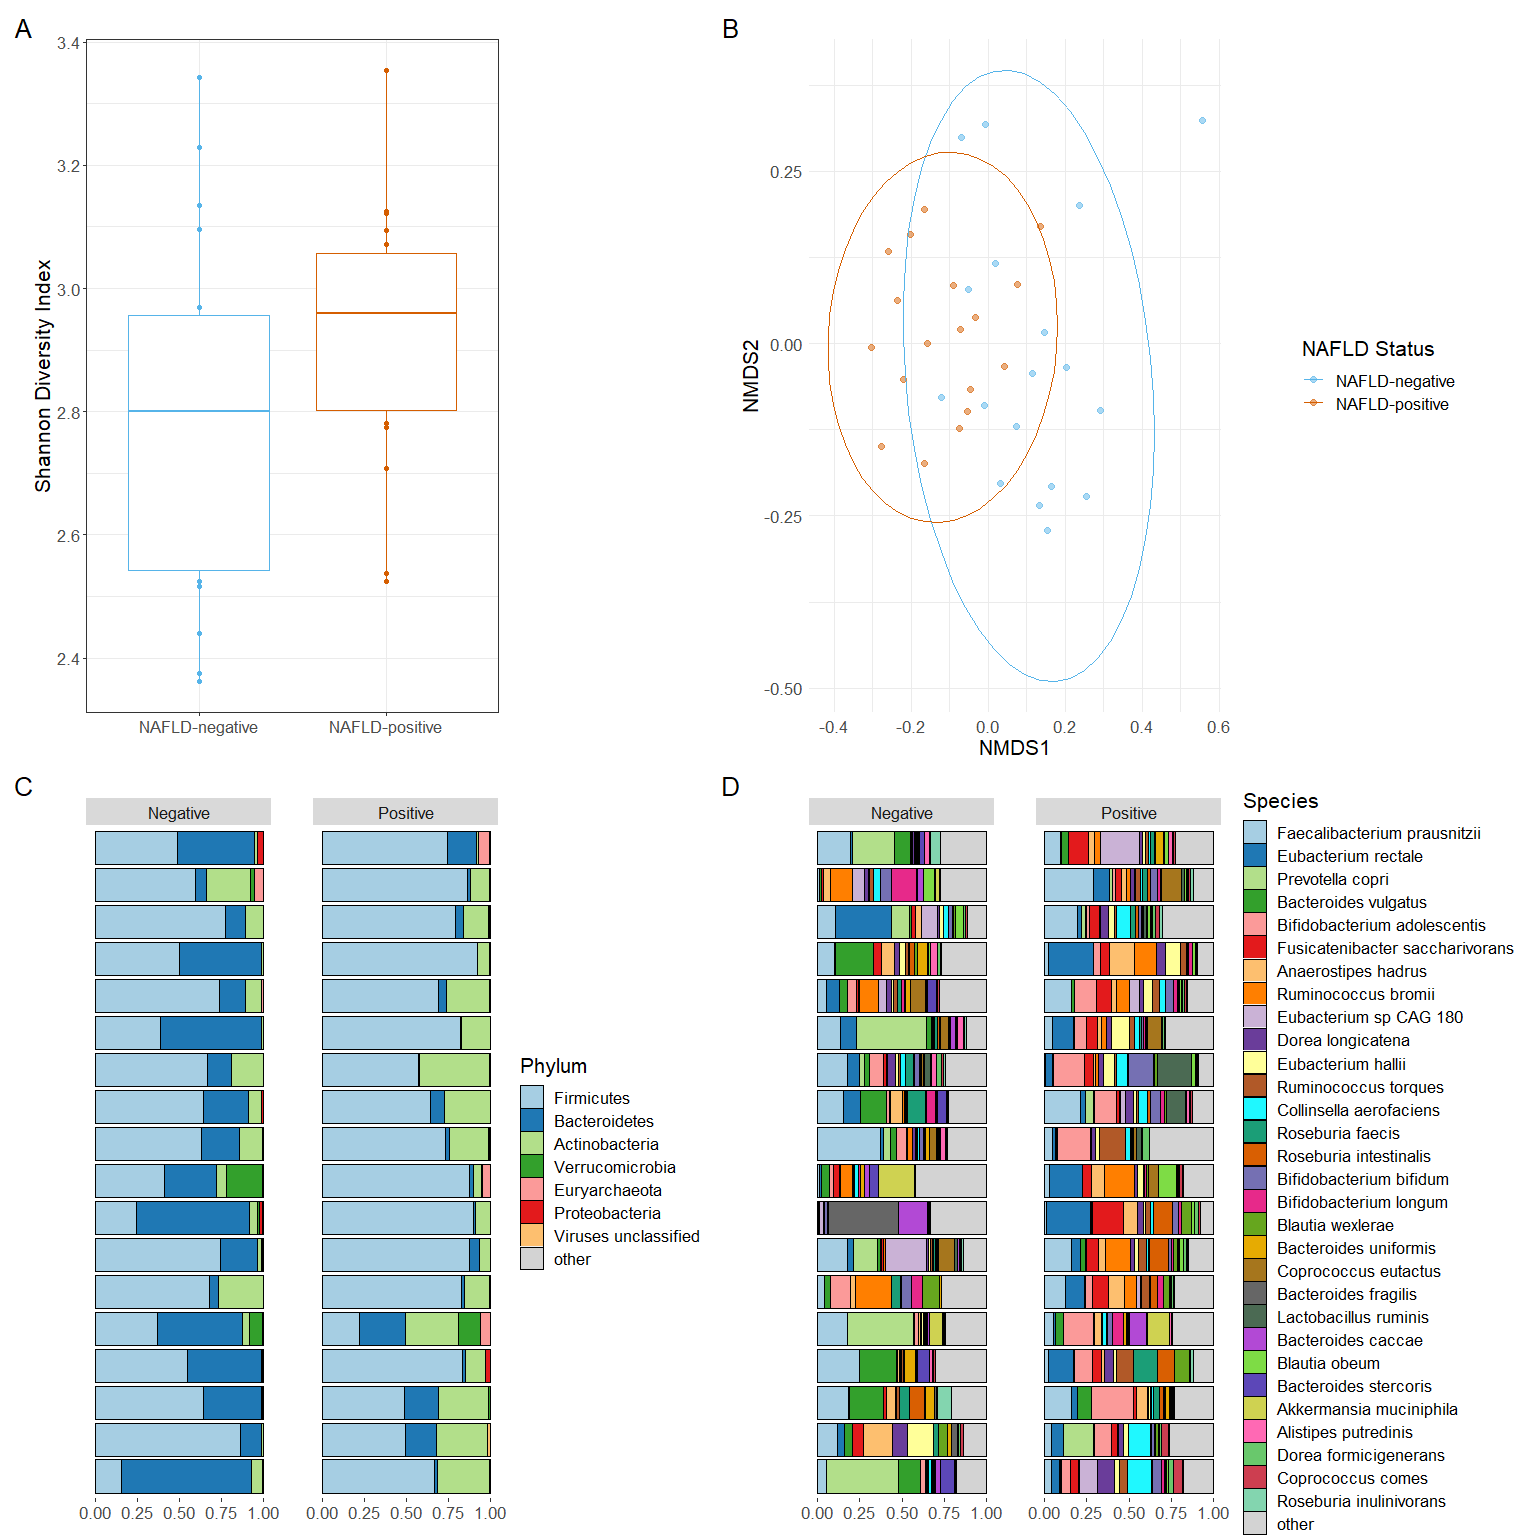 A
3.4
3.2
3.0
2.8
2.6
2.4
Shannon Diversity Index
NAFLD-negative
NAFLD-positive
B
0.25
0.00
-0.25
-0.50
NMDS2
-0.4
-0.2
0.0
0.2
0.4
0.6
NMDS1
NAFLD Status
NAFLD-negative
NAFLD-positive
C
Negative
Positive
0.00
0.25
0.50
0.75
1.00
0.00
0.25
0.50
0.75
1.00
Phylum
Firmicutes
Bacteroidetes
Actinobacteria
Verrucomicrobia
Euryarchaeota
Proteobacteria
Viruses unclassified
other
D
Negative
Positive
0.00
0.25
0.50
0.75
1.00
0.00
0.25
0.50
0.75
1.00
Species
Faecalibacterium prausnitzii
Eubacterium rectale
Prevotella copri
Bacteroides vulgatus
Bifidobacterium adolescentis
Fusicatenibacter saccharivorans
Anaerostipes hadrus
Ruminococcus bromii
Eubacterium sp CAG 180
Dorea longicatena
Eubacterium hallii
Ruminococcus torques
Collinsella aerofaciens
Roseburia faecis
Roseburia intestinalis
Bifidobacterium bifidum
Bifidobacterium longum
Blautia wexlerae
Bacteroides uniformis
Coprococcus eutactus
Bacteroides fragilis
Lactobacillus ruminis
Bacteroides caccae
Blautia obeum
Bacteroides stercoris
Akkermansia muciniphila
Alistipes putredinis
Dorea formicigenerans
Coprococcus comes
Roseburia inulinivorans
other